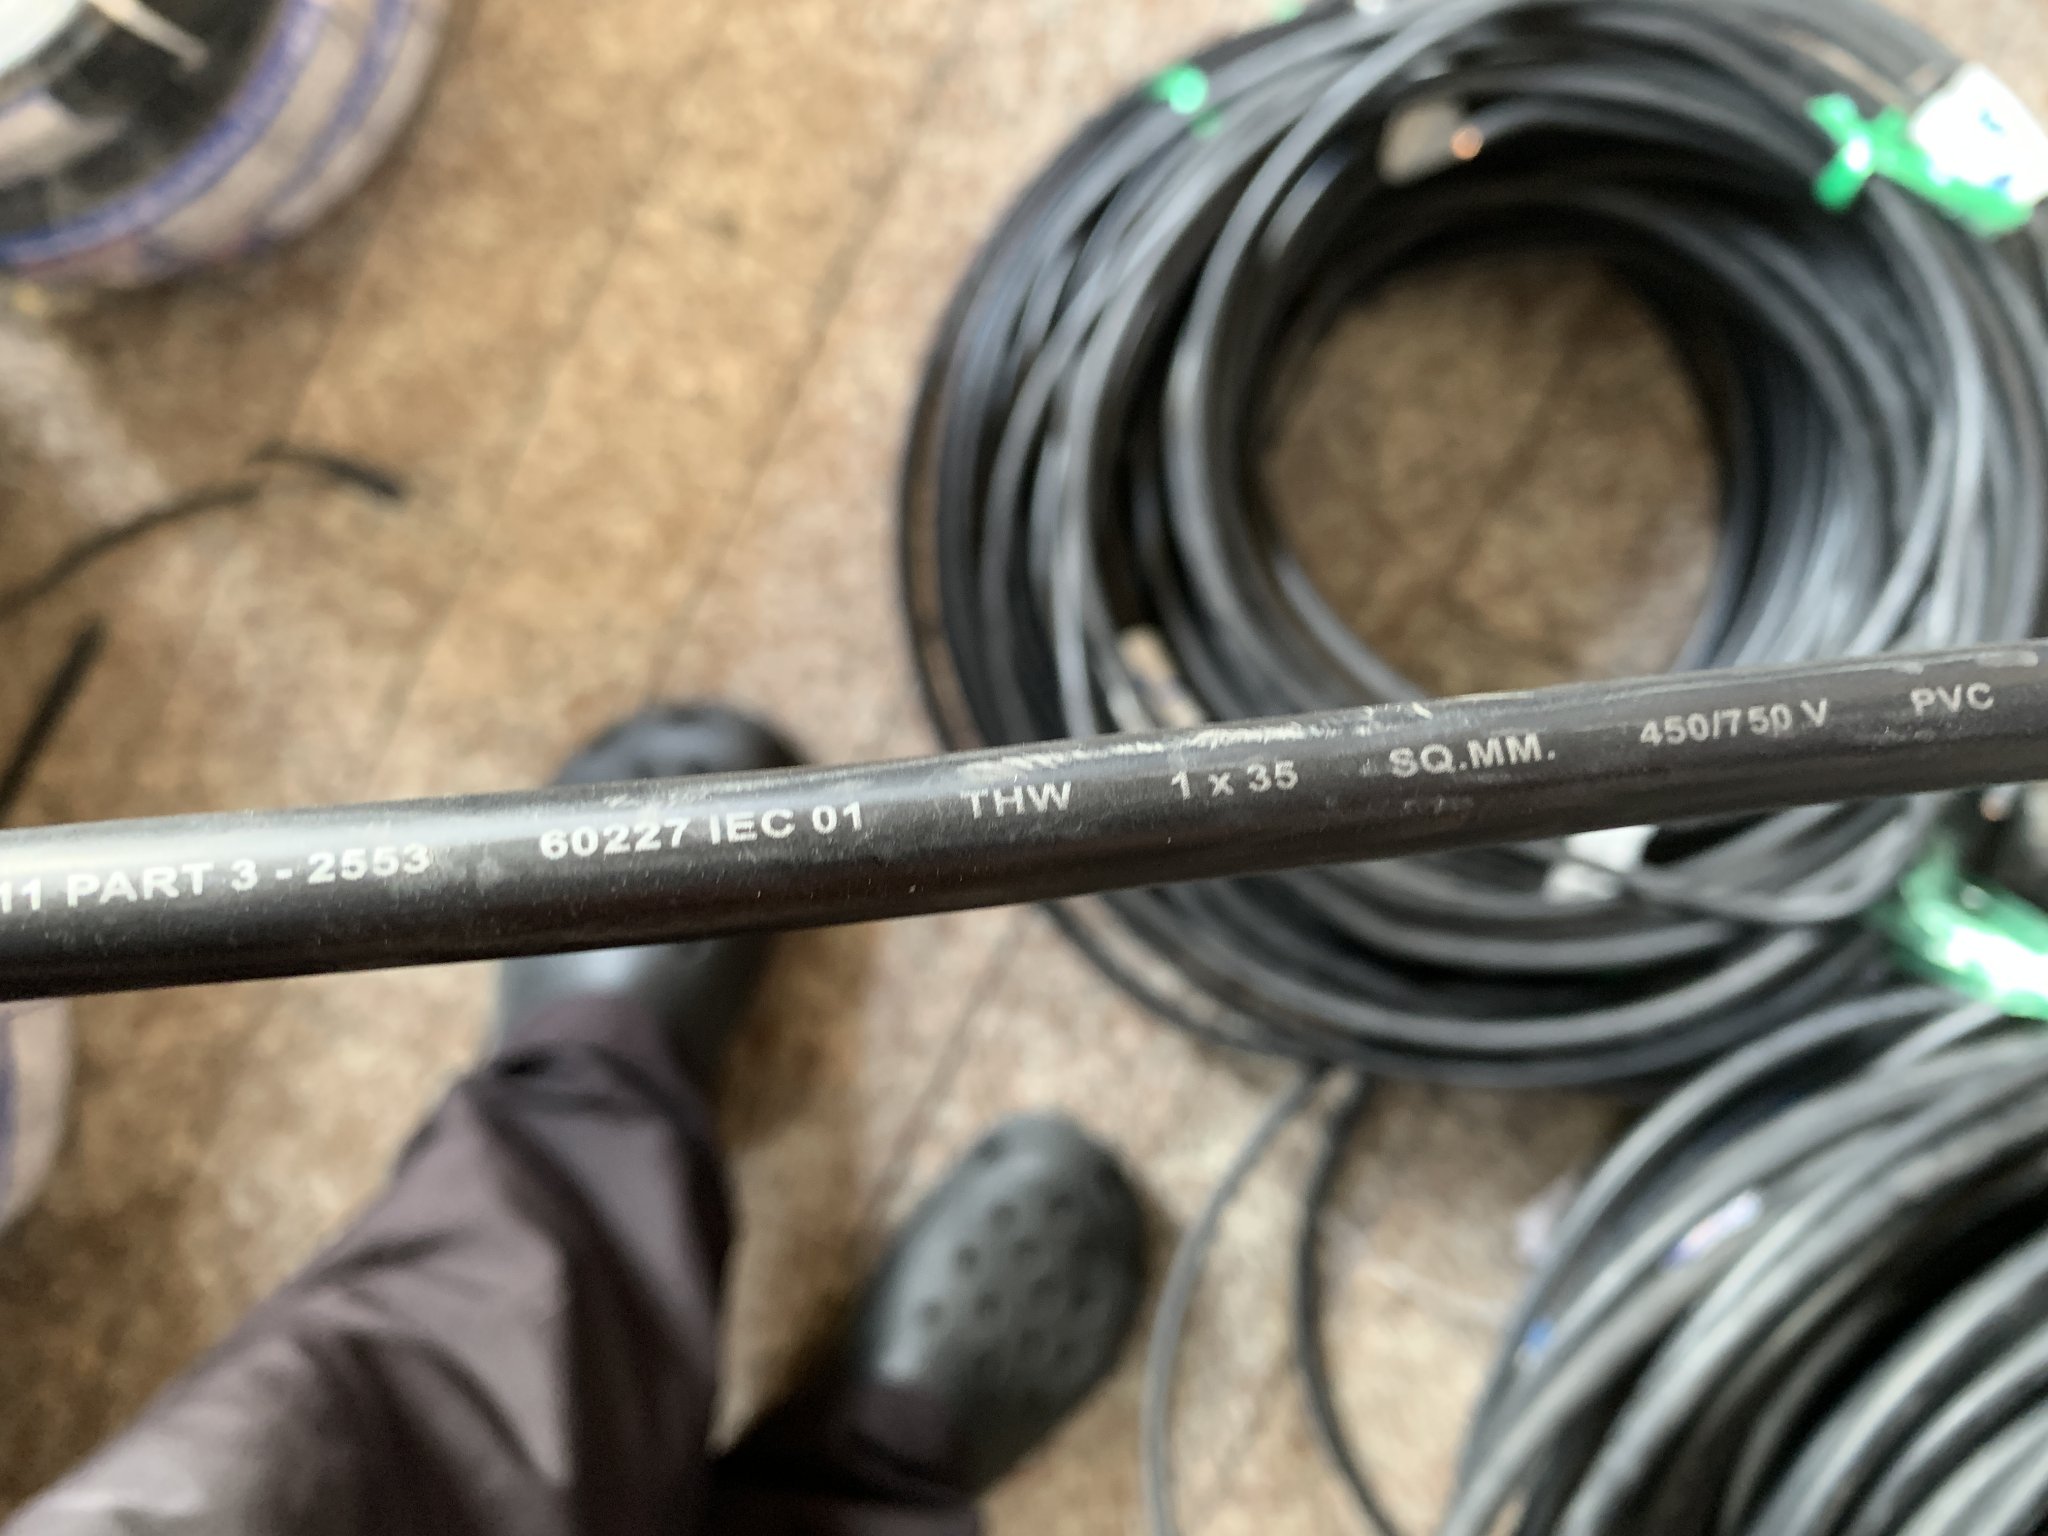 11 PART 3 - 2553 60227 IEC 01 THW 1 x 35 SQ.MM. 450/750 V PVC